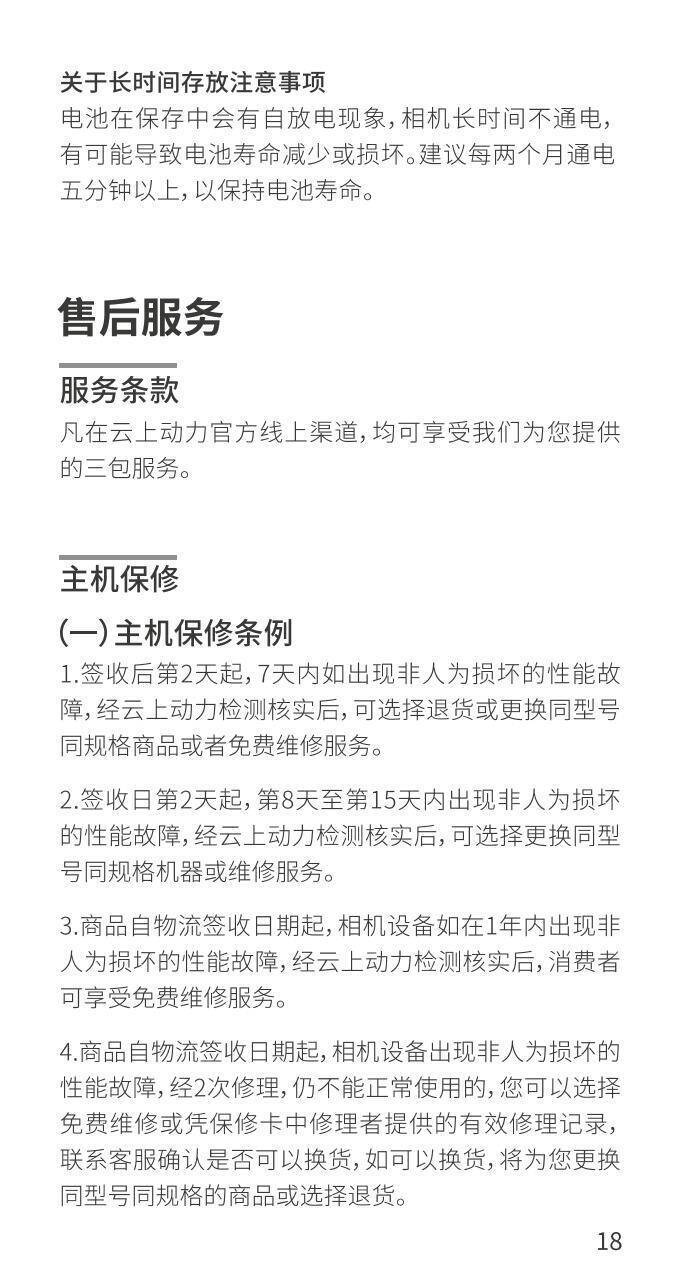 关于长时间存放注意事项
电池在保存中会有自放电现象，相机长时间不通电，
有可能导致电池寿命减少或损坏。建议每两个月通电
五分钟以上，以保持电池寿命。
售后服务
服务条款
凡在云上动力官方线上渠道，均可享受我们为您提供
的三包服务。
主机保修
（一）主机保修条例
1.签收后第2天起，7天内如出现非人为损坏的性能故
障，经云上动力检测核实后，可选择退货或更换同型号
同规格商品或者免费维修服务。
2.签收日第2天起，第8天至第15天内出现非人为损坏
的性能故障，经云上动力检测核实后，可选择更换同型
号同规格机器或维修服务。
3.商品自物流签收日期起，相机设备如在1年内出现非
人为损坏的性能故障，经云上动力检测核实后，消费者
可享受免费维修服务。
4.商品自物流签收日期起，相机设备出现非人为损坏的
性能故障，经2次修理，仍不能正常使用的，您可以选择
免费维修或凭保修卡中修理者提供的有效修理记录，
联系客服确认是否可以换货，如可以换货，将为您更换
同型号同规格的商品或选择退货。
18